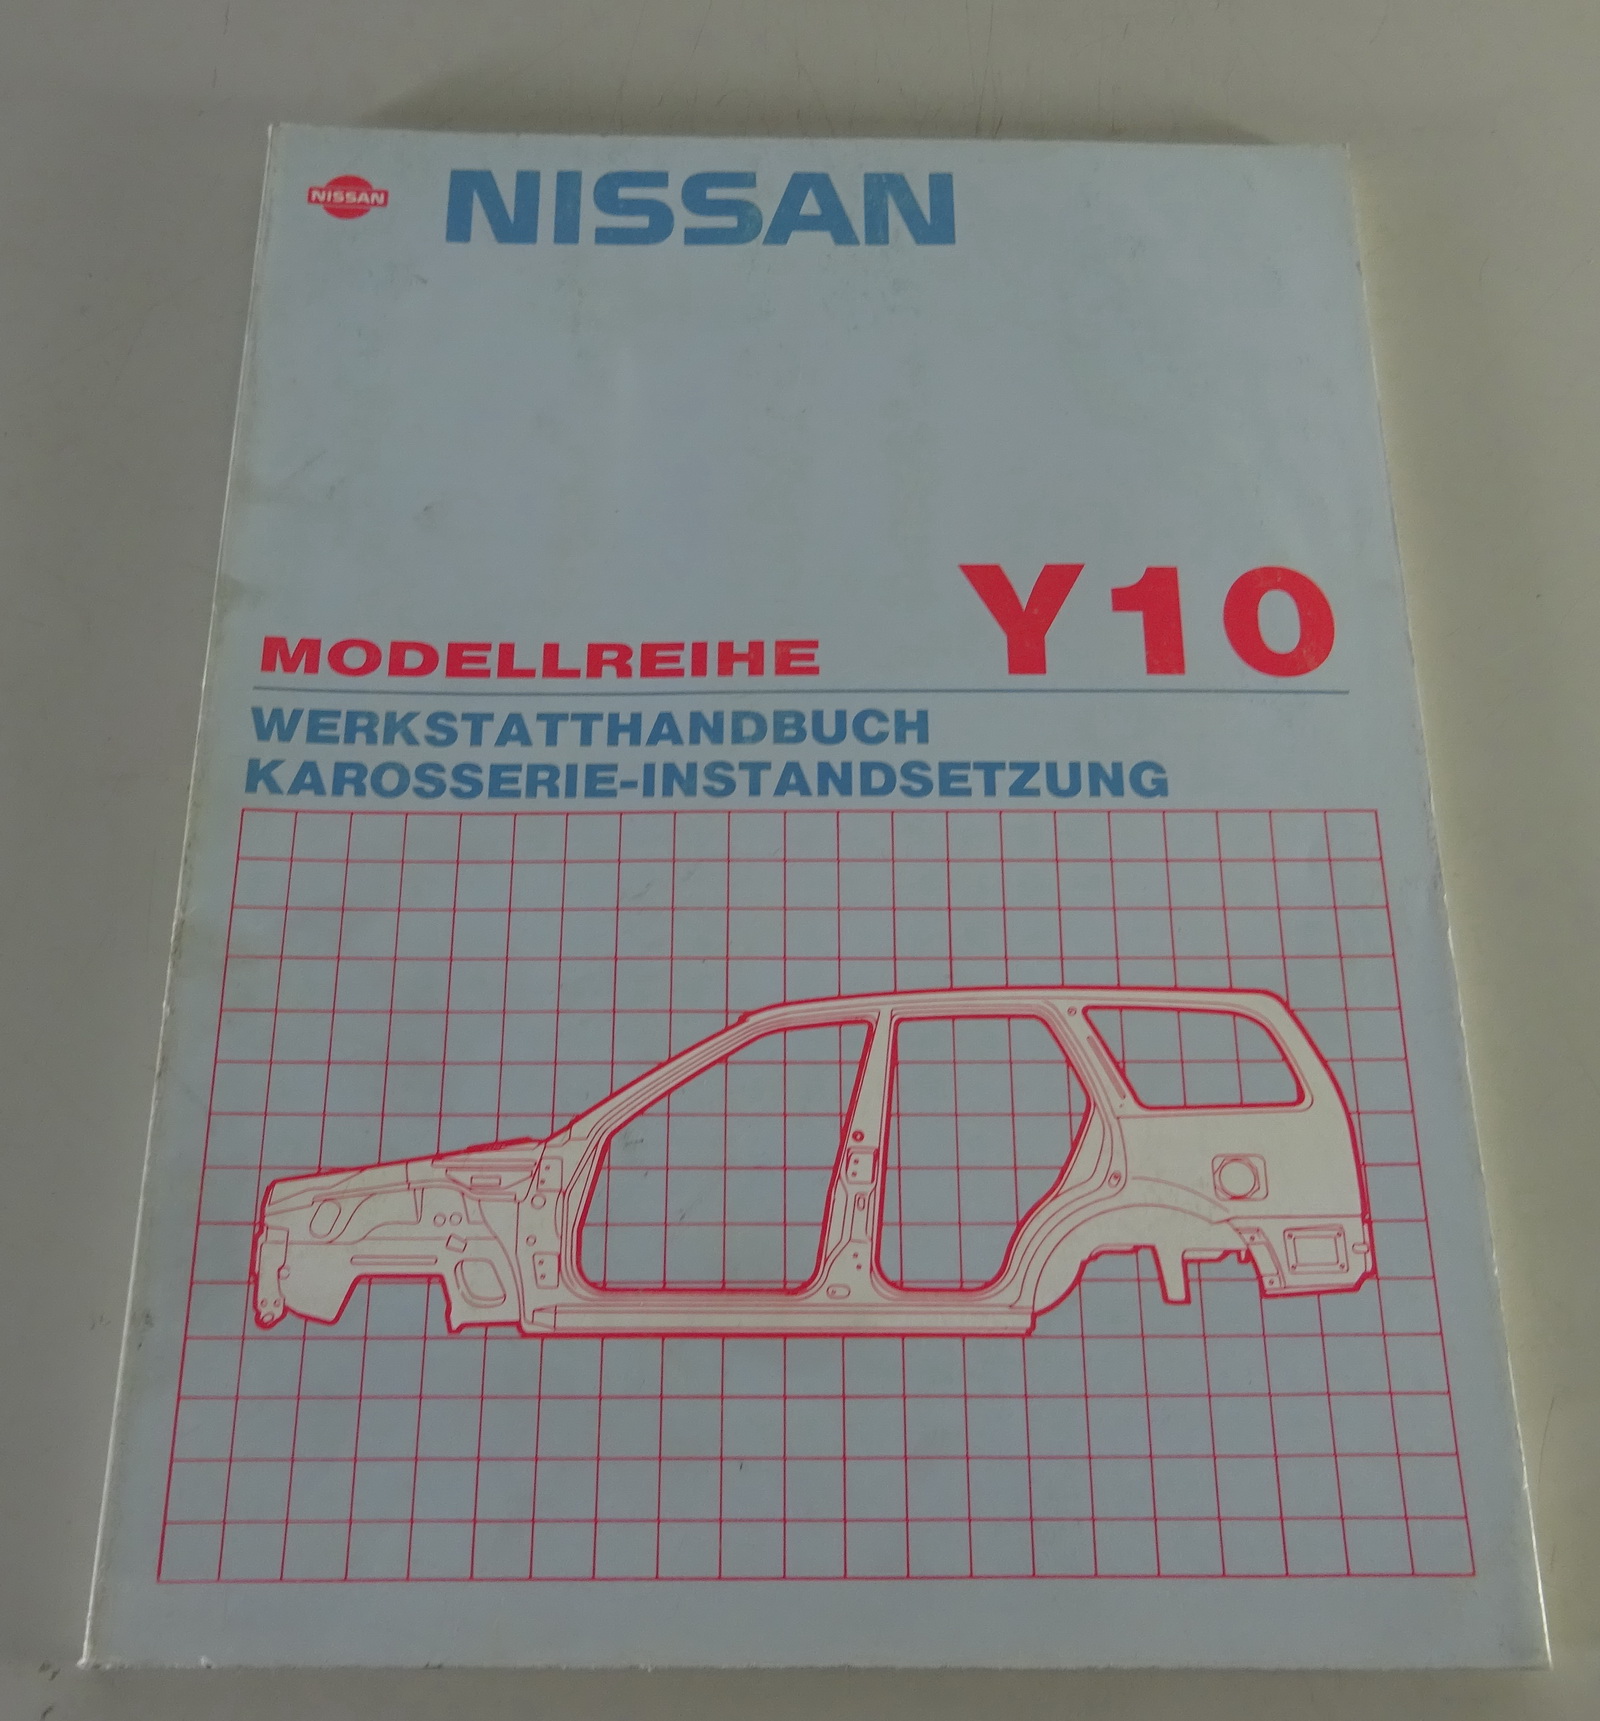 NISSAN
NISSAN
MODELLREIHE Y10
WERKSTATTHANDBUCH
KAROSSERIE-INSTANDSETZUNG